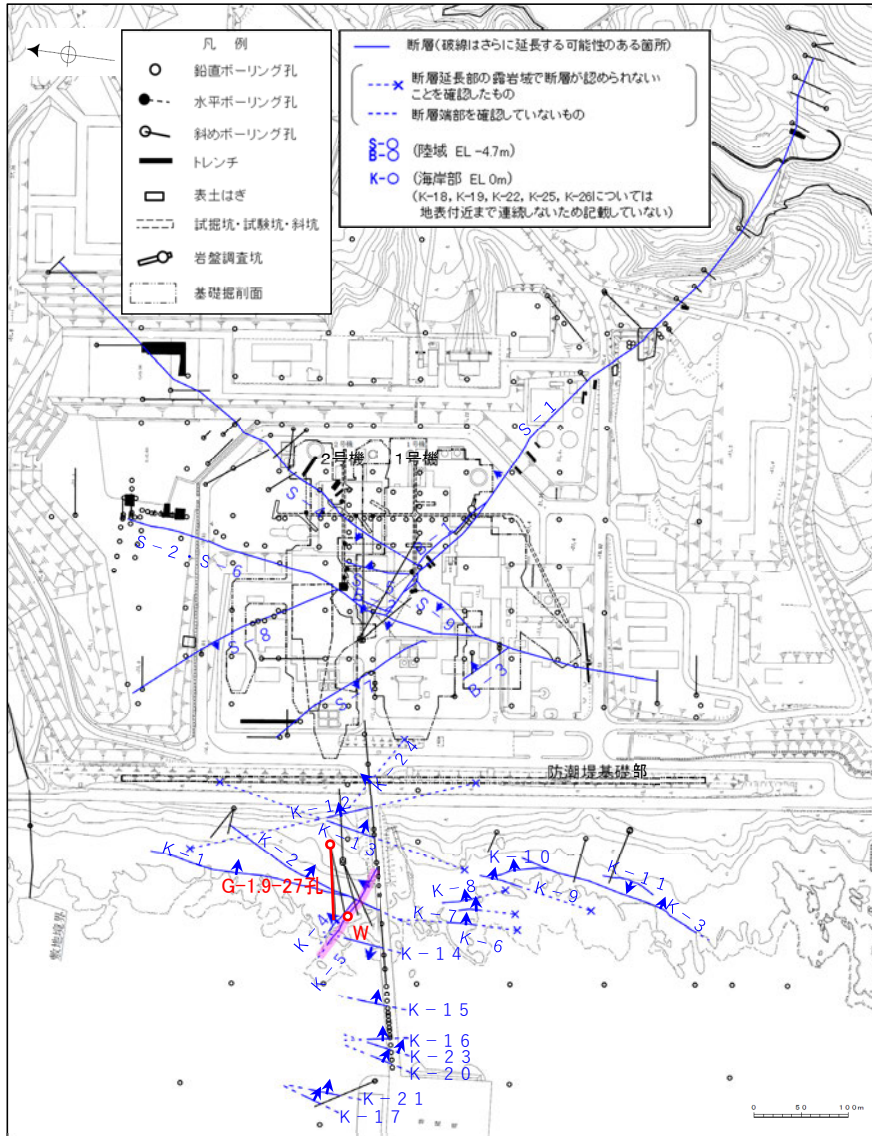 凡　例
鉛直ボーリング孔
水平ボーリング孔
斜めボーリング孔
トレンチ
表土はぎ
試掘坑・試験坑・斜坑
岩盤調査坑
基礎掘削面
断層(破線はさらに延長する可能性のある箇所)
断層延長部の露岩域で断層が認められない
ことを確認したもの
断層端部を確認していないもの
S-○
B-○
(陸域 EL -4.7m)
K-○
(海岸部 EL 0m)
(K-18, K-19, K-22, K-25, K-26については
地表付近まで連続しないため記載していない)
S-1
2号機
1号機
S-4
B-1
S-2・S-6
S-5
B-2
S-9
S-8
S-7
B-3
K-24
防潮堤基礎部
K-12
K-13
K-1
K-2
K-10
K-11
K-8
K-9
G-1.9-27孔
K-7
K-3
K-4
W
K-6
K-5
K-14
敷地境界
K-15
K-16
K-23
K-20
K-21
K-17
0 50 100m